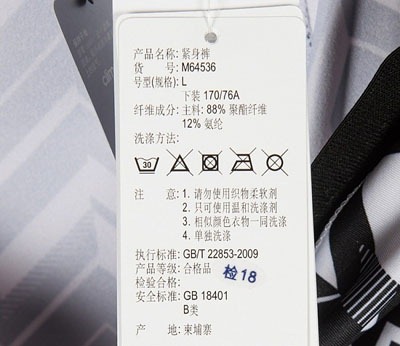 产品名称: 紧身裤
货 号: M64536
号型(规格): L
下装 170/76A
纤维成分: 主料: 88% 聚酯纤维
12% 氨纶
洗涤方法:
30
注 意: 1. 请勿使用织物柔软剂
2. 只可使用温和洗涤剂
3. 相似颜色衣物一同洗涤
4. 单独洗涤
执行标准: GB/T 22853-2009
产品等级: 合格品
检验合格: 检18
安全标准: GB 18401
B类
产 地: 柬埔寨